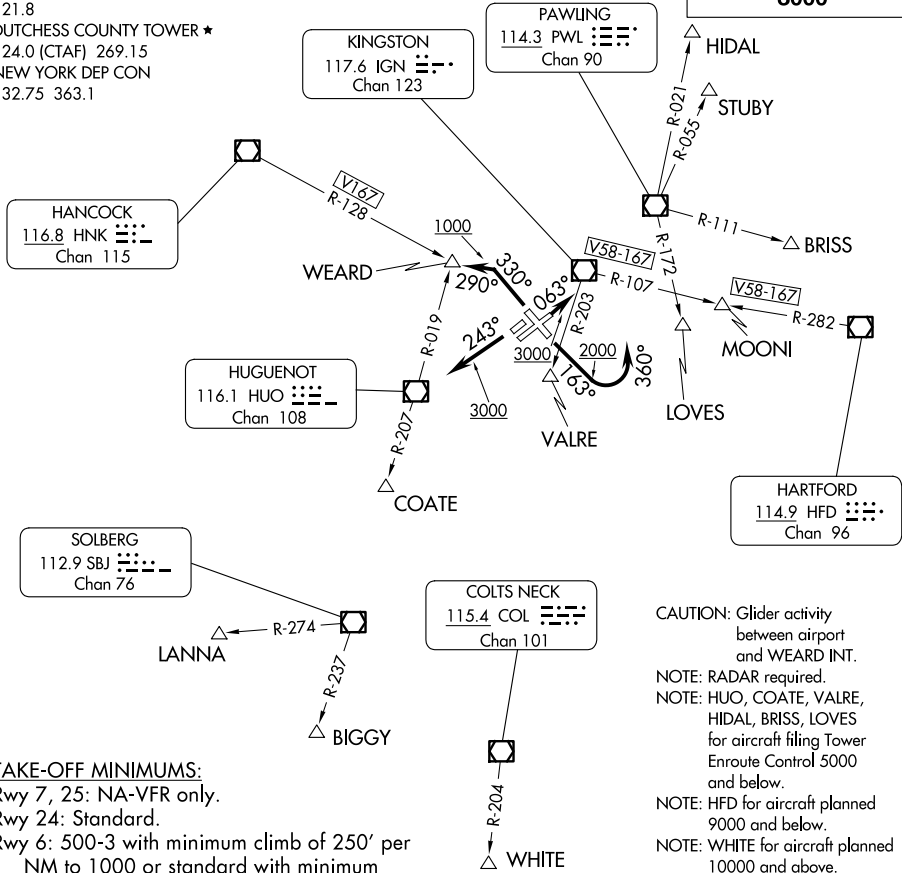 21.8
DUTCHESS COUNTY TOWER ★
24.0 (CTAF) 269.15
NEW YORK DEP CON
32.75 363.1
PAWLING
114.3 PWL
Chan 90
KINGSTON
117.6 IGN
Chan 123
HIDAL
STUBY
R-021
R-055
HANCOCK
116.8 HNK
Chan 115
V167
R-128
1000
WEARD
330°
290°
063°
243°
R-019
R-203
3000
2000
163°
360°
3000
V58-167
R-107
R-111
BRISS
R-172
V58-167
R-282
MOONI
LOVES
VALRE
HUGUENOT
116.1 HUO
Chan 108
R-207
COATE
HARTFORD
114.9 HFD
Chan 96
SOLBERG
112.9 SBJ
Chan 76
R-274
LANNA
R-237
BIGGY
COLTS NECK
115.4 COL
Chan 101
R-204
WHITE
CAUTION: Glider activity
between airport
and WEARD INT.
NOTE: RADAR required.
NOTE: HUO, COATE, VALRE,
HIDAL, BRISS, LOVES
for aircraft filing Tower
Enroute Control 5000
and below.
NOTE: HFD for aircraft planned
9000 and below.
NOTE: WHITE for aircraft planned
10000 and above.
TAKE-OFF MINIMUMS:
Rwy 7, 25: NA-VFR only.
Rwy 24: Standard.
Rwy 6: 500-3 with minimum climb of 250' per
NM to 1000 or standard with minimum